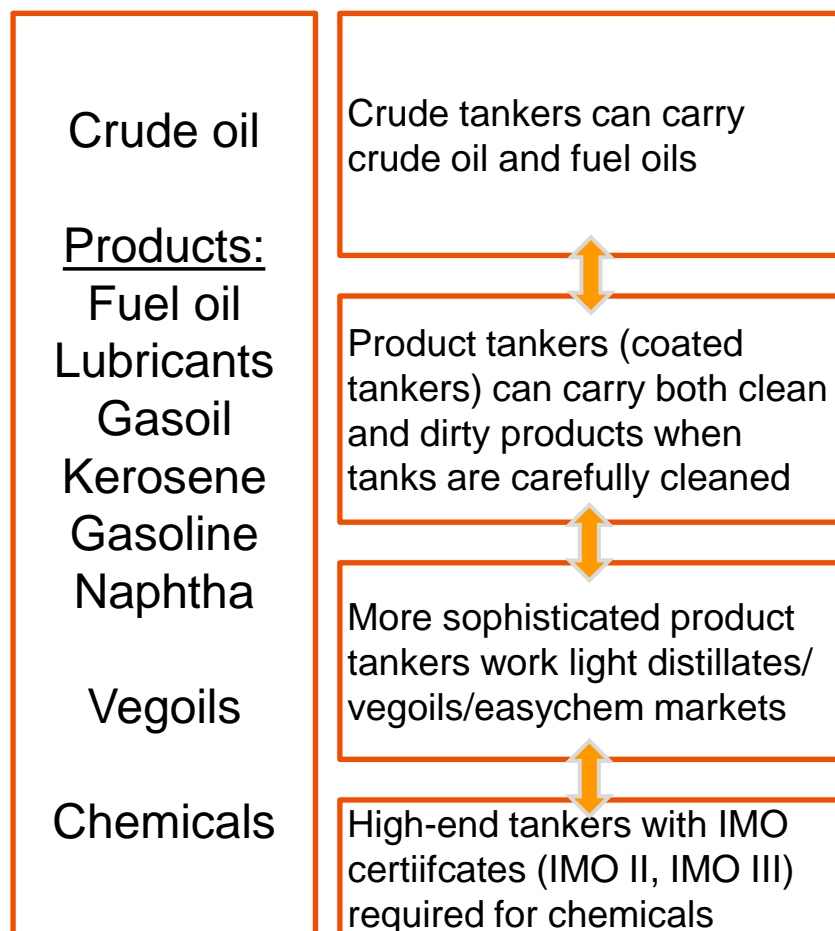 Crude oil
Products:
Fuel oil
Lubricants
Gasoil
Kerosene
Gasoline
Naphtha
Vegoils
Chemicals
Crude tankers can carry
crude oil and fuel oils
Product tankers (coated
tankers) can carry both clean
and dirty products when
tanks are carefully cleaned
More sophisticated product
tankers work light distillates/
vegoils/easychem markets
High-end tankers with IMO
certiifcates (IMO II, IMO III)
required for chemicals